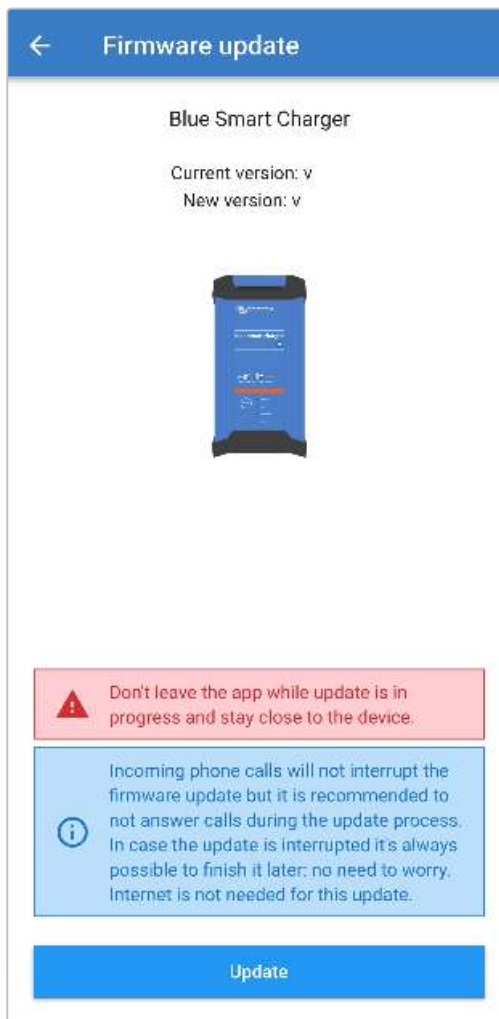 Firmware update
Blue Smart Charger
Current version: v
New version: v
Don't leave the app while update is in
progress and stay close to the device.
Incoming phone calls will not interrupt the
firmware update but it is recommended to
not answer calls during the update process.
In case the update is interrupted it's always
possible to finish it later: no need to worry.
Internet is not needed for this update.
Update